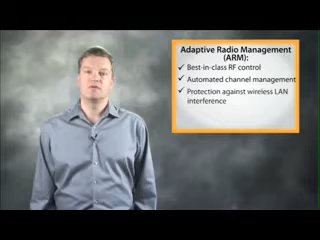 Adaptive Radio Management
(ARM):
✓ Best-in-class RF control
✓ Automated channel management
✓ Protection against wireless LAN
interference